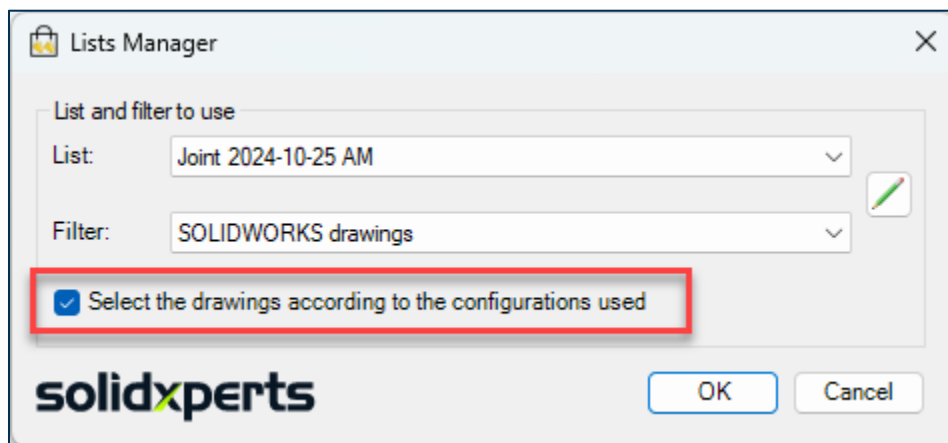 Lists Manager
List and filter to use
List: Joint 2024-10-25 AM
Filter: SOLIDWORKS drawings
Select the drawings according to the configurations used
solidxperts OK Cancel